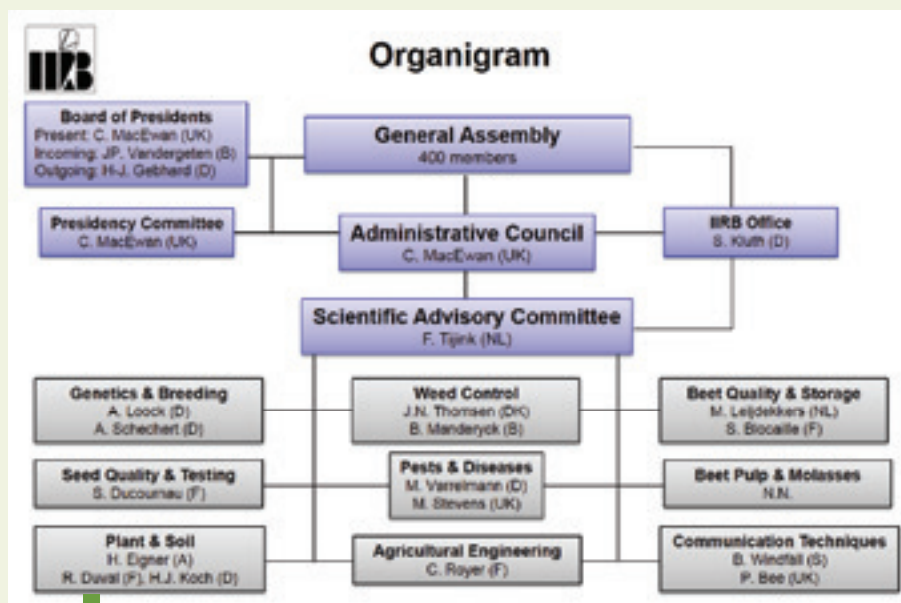 IIRB
Organigram
Board of Presidents
Present: C. MacEwan (UK)
Incoming: JP. Vandergeten (B)
Outgoing: H-J. Gebhard (D)
General Assembly
400 members
Presidency Committee
C. MacEwan (UK)
Administrative Council
C. MacEwan (UK)
IIRB Office
S. Kluth (D)
Scientific Advisory Committee
F. Tijink (NL)
Genetics & Breeding
A. Loock (D)
A. Schechert (D)
Weed Control
J.N. Thomsen (DK)
B. Manderyck (B)
Beet Quality & Storage
M. Leijdekkers (NL)
S. Blocaille (F)
Seed Quality & Testing
S. Ducournau (F)
Pests & Diseases
M. Varrelmann (D)
M. Stevens (UK)
Beet Pulp & Molasses
N.N.
Plant & Soil
H. Eigner (A)
R. Duval (F), H.J. Koch (D)
Agricultural Engineering
C. Royer (F)
Communication Techniques
B. Windfall (S)
P. Bee (UK)